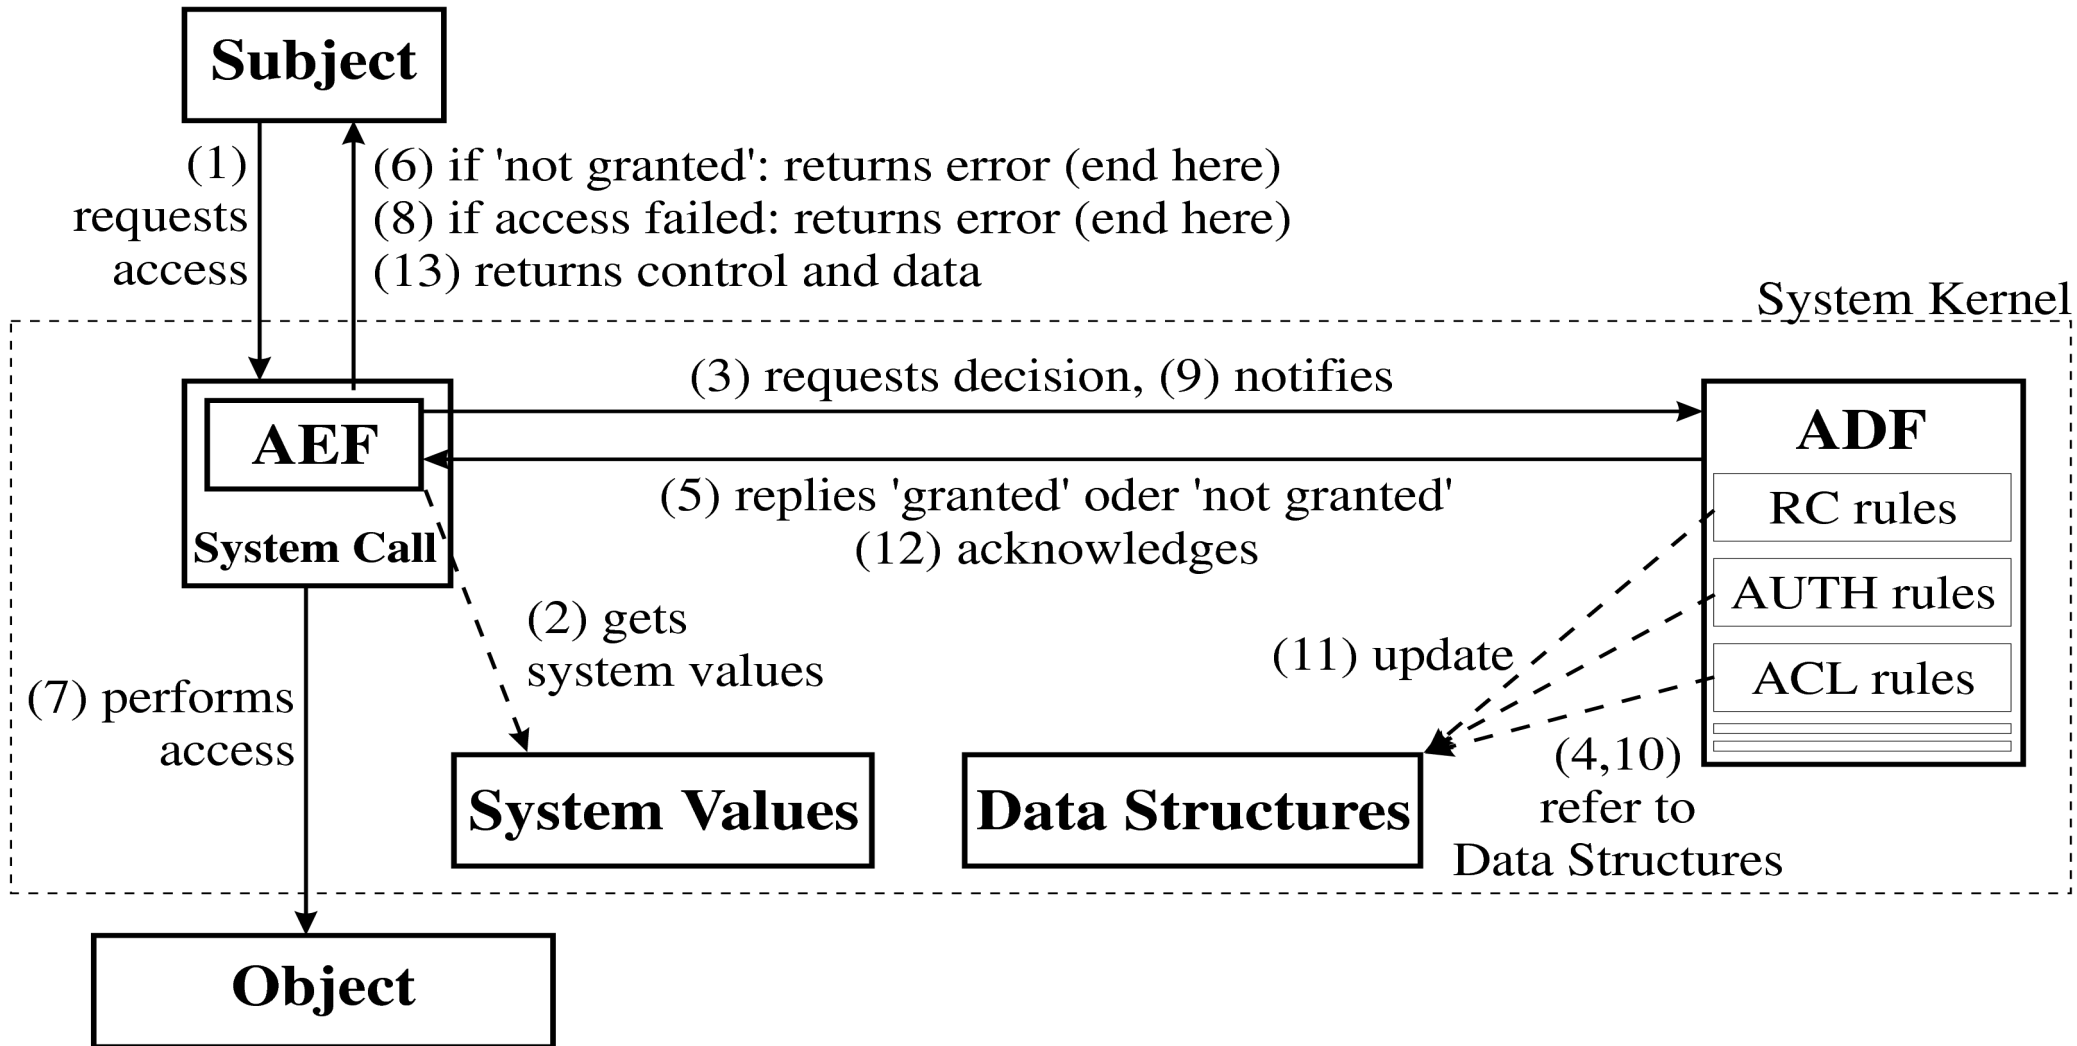 Subject
(1)
requests
access
(6) if 'not granted': returns error (end here)
(8) if access failed: returns error (end here)
(13) returns control and data
System Kernel
(3) requests decision, (9) notifies
AEF
ADF
(5) replies 'granted' oder 'not granted'
(12) acknowledges
System Call
RC rules
AUTH rules
ACL rules
(2) gets
system values
(11) update
(7) performs
access
(4,10)
refer to
Data Structures
System Values
Data Structures
Object